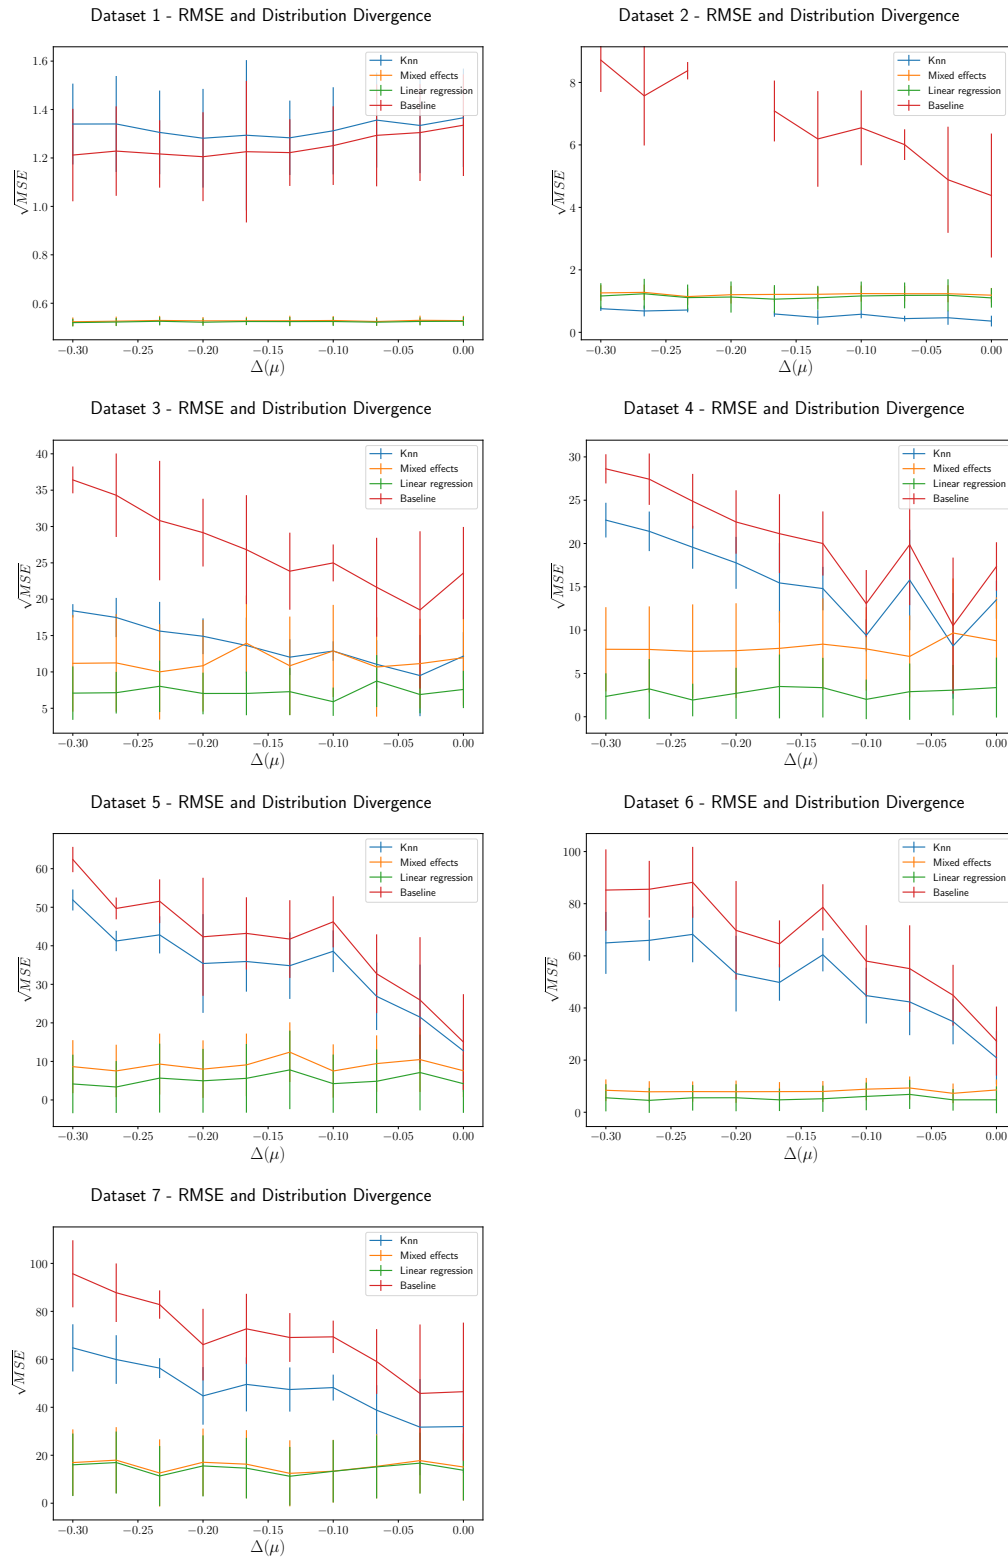 Dataset 1 - RMSE and Distribution Divergence
1.6
1.4
1.2
1.0
0.8
0.6
√MSE
Knn
Mixed effects
Linear regression
Baseline
−0.30 −0.25 −0.20 −0.15 −0.10 −0.05 0.00
Δ(μ)
Dataset 2 - RMSE and Distribution Divergence
8
6
4
2
0
√MSE
Knn
Mixed effects
Linear regression
Baseline
−0.30 −0.25 −0.20 −0.15 −0.10 −0.05 0.00
Δ(μ)
Dataset 3 - RMSE and Distribution Divergence
40
35
30
25
20
15
10
5
√MSE
Knn
Mixed effects
Linear regression
Baseline
−0.30 −0.25 −0.20 −0.15 −0.10 −0.05 0.00
Δ(μ)
Dataset 4 - RMSE and Distribution Divergence
30
25
20
15
10
5
0
√MSE
Knn
Mixed effects
Linear regression
Baseline
−0.30 −0.25 −0.20 −0.15 −0.10 −0.05 0.00
Δ(μ)
Dataset 5 - RMSE and Distribution Divergence
60
50
40
30
20
10
0
√MSE
Knn
Mixed effects
Linear regression
Baseline
−0.30 −0.25 −0.20 −0.15 −0.10 −0.05 0.00
Δ(μ)
Dataset 6 - RMSE and Distribution Divergence
100
80
60
40
20
0
√MSE
Knn
Mixed effects
Linear regression
Baseline
−0.30 −0.25 −0.20 −0.15 −0.10 −0.05 0.00
Δ(μ)
Dataset 7 - RMSE and Distribution Divergence
100
80
60
40
20
0
√MSE
Knn
Mixed effects
Linear regression
Baseline
−0.30 −0.25 −0.20 −0.15 −0.10 −0.05 0.00
Δ(μ)